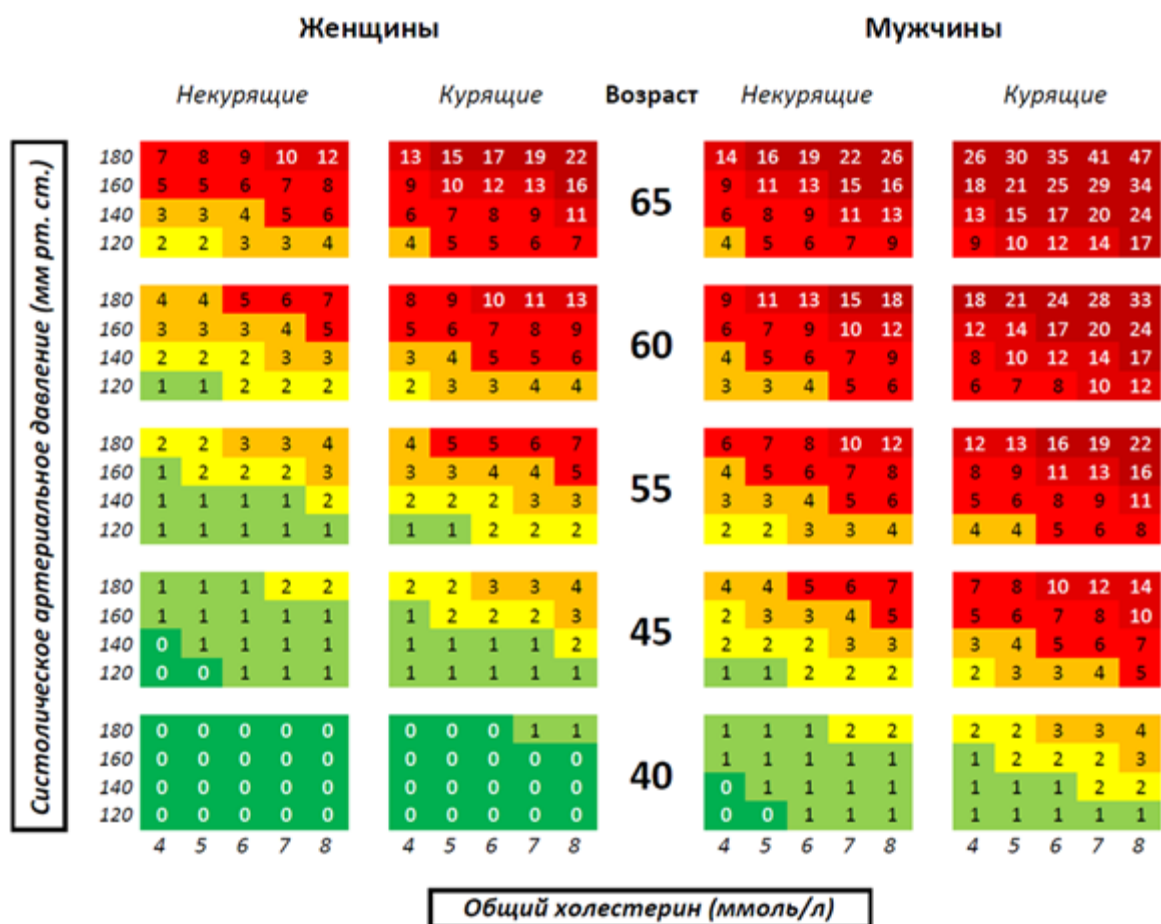 Женщины Мужчины
Некурящие Курящие Возраст Некурящие Курящие
Систолическое артериальное давление (мм рт. ст.)
180 7 8 9 10 12 13 15 17 19 22 14 16 19 22 26 26 30 35 41 47
160 5 5 6 7 8 9 10 12 13 16 9 11 13 15 16 18 21 25 29 34
65
140 3 3 4 5 6 6 7 8 9 11 6 8 9 11 13 13 15 17 20 24
120 2 2 3 3 4 4 5 5 6 7 4 5 6 7 9 9 10 12 14 17
180 4 4 5 6 7 8 9 10 11 13 9 11 13 15 18 18 21 24 28 33
160 3 3 3 4 5 5 6 7 8 9 6 7 9 10 12 12 14 17 20 24
60
140 2 2 2 3 3 3 4 5 5 6 4 5 6 7 9 8 10 12 14 17
120 1 1 2 2 2 2 3 3 4 4 3 3 4 5 6 6 7 8 10 12
180 2 2 3 3 4 4 5 5 6 7 6 7 8 10 12 12 13 16 19 22
160 1 2 2 2 3 3 3 4 4 5 4 5 6 7 8 8 9 11 13 16
55
140 1 1 1 1 2 2 2 2 3 3 3 3 4 5 6 5 6 8 9 11
120 1 1 1 1 1 1 1 2 2 2 2 2 3 3 4 4 4 5 6 8
180 1 1 1 2 2 2 2 3 3 4 4 4 5 6 7 7 8 10 12 14
160 1 1 1 1 1 1 2 2 2 3 2 3 3 4 5 5 6 7 8 10
45
140 0 1 1 1 1 1 1 1 1 2 2 2 2 3 3 3 4 5 6 7
120 0 0 1 1 1 1 1 1 1 1 1 1 2 2 2 2 3 3 4 5
180 0 0 0 0 0 0 0 0 1 1 1 1 1 2 2 2 2 3 3 4
160 0 0 0 0 0 0 0 0 0 0 1 1 1 1 1 1 2 2 2 3
40
140 0 0 0 0 0 0 0 0 0 0 0 1 1 1 1 1 1 1 2 2
120 0 0 0 0 0 0 0 0 0 0 0 0 1 1 1 1 1 1 1 1
4 5 6 7 8 4 5 6 7 8 4 5 6 7 8 4 5 6 7 8
Общий холестерин (ммоль/л)